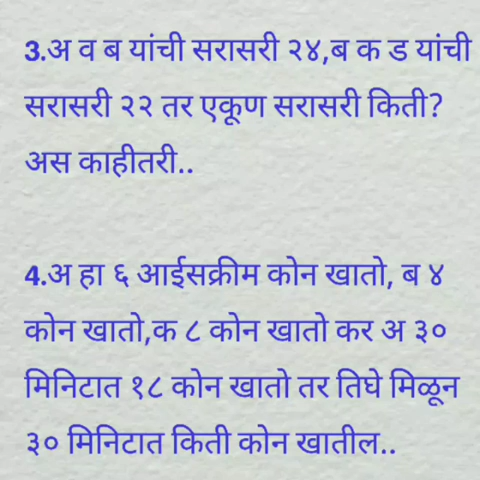 3.अ व ब यांची सरासरी २४,ब क ड यांची
सरासरी २२ तर एकूण सरासरी किती?
अस काहीतरी..
4.अ हा ६ आईसक्रीम कोन खातो, ब ४
कोन खातो,क ८ कोन खातो कर अ ३०
मिनिटात १८ कोन खातो तर तिघे मिळून
३० मिनिटात किती कोन खातील..